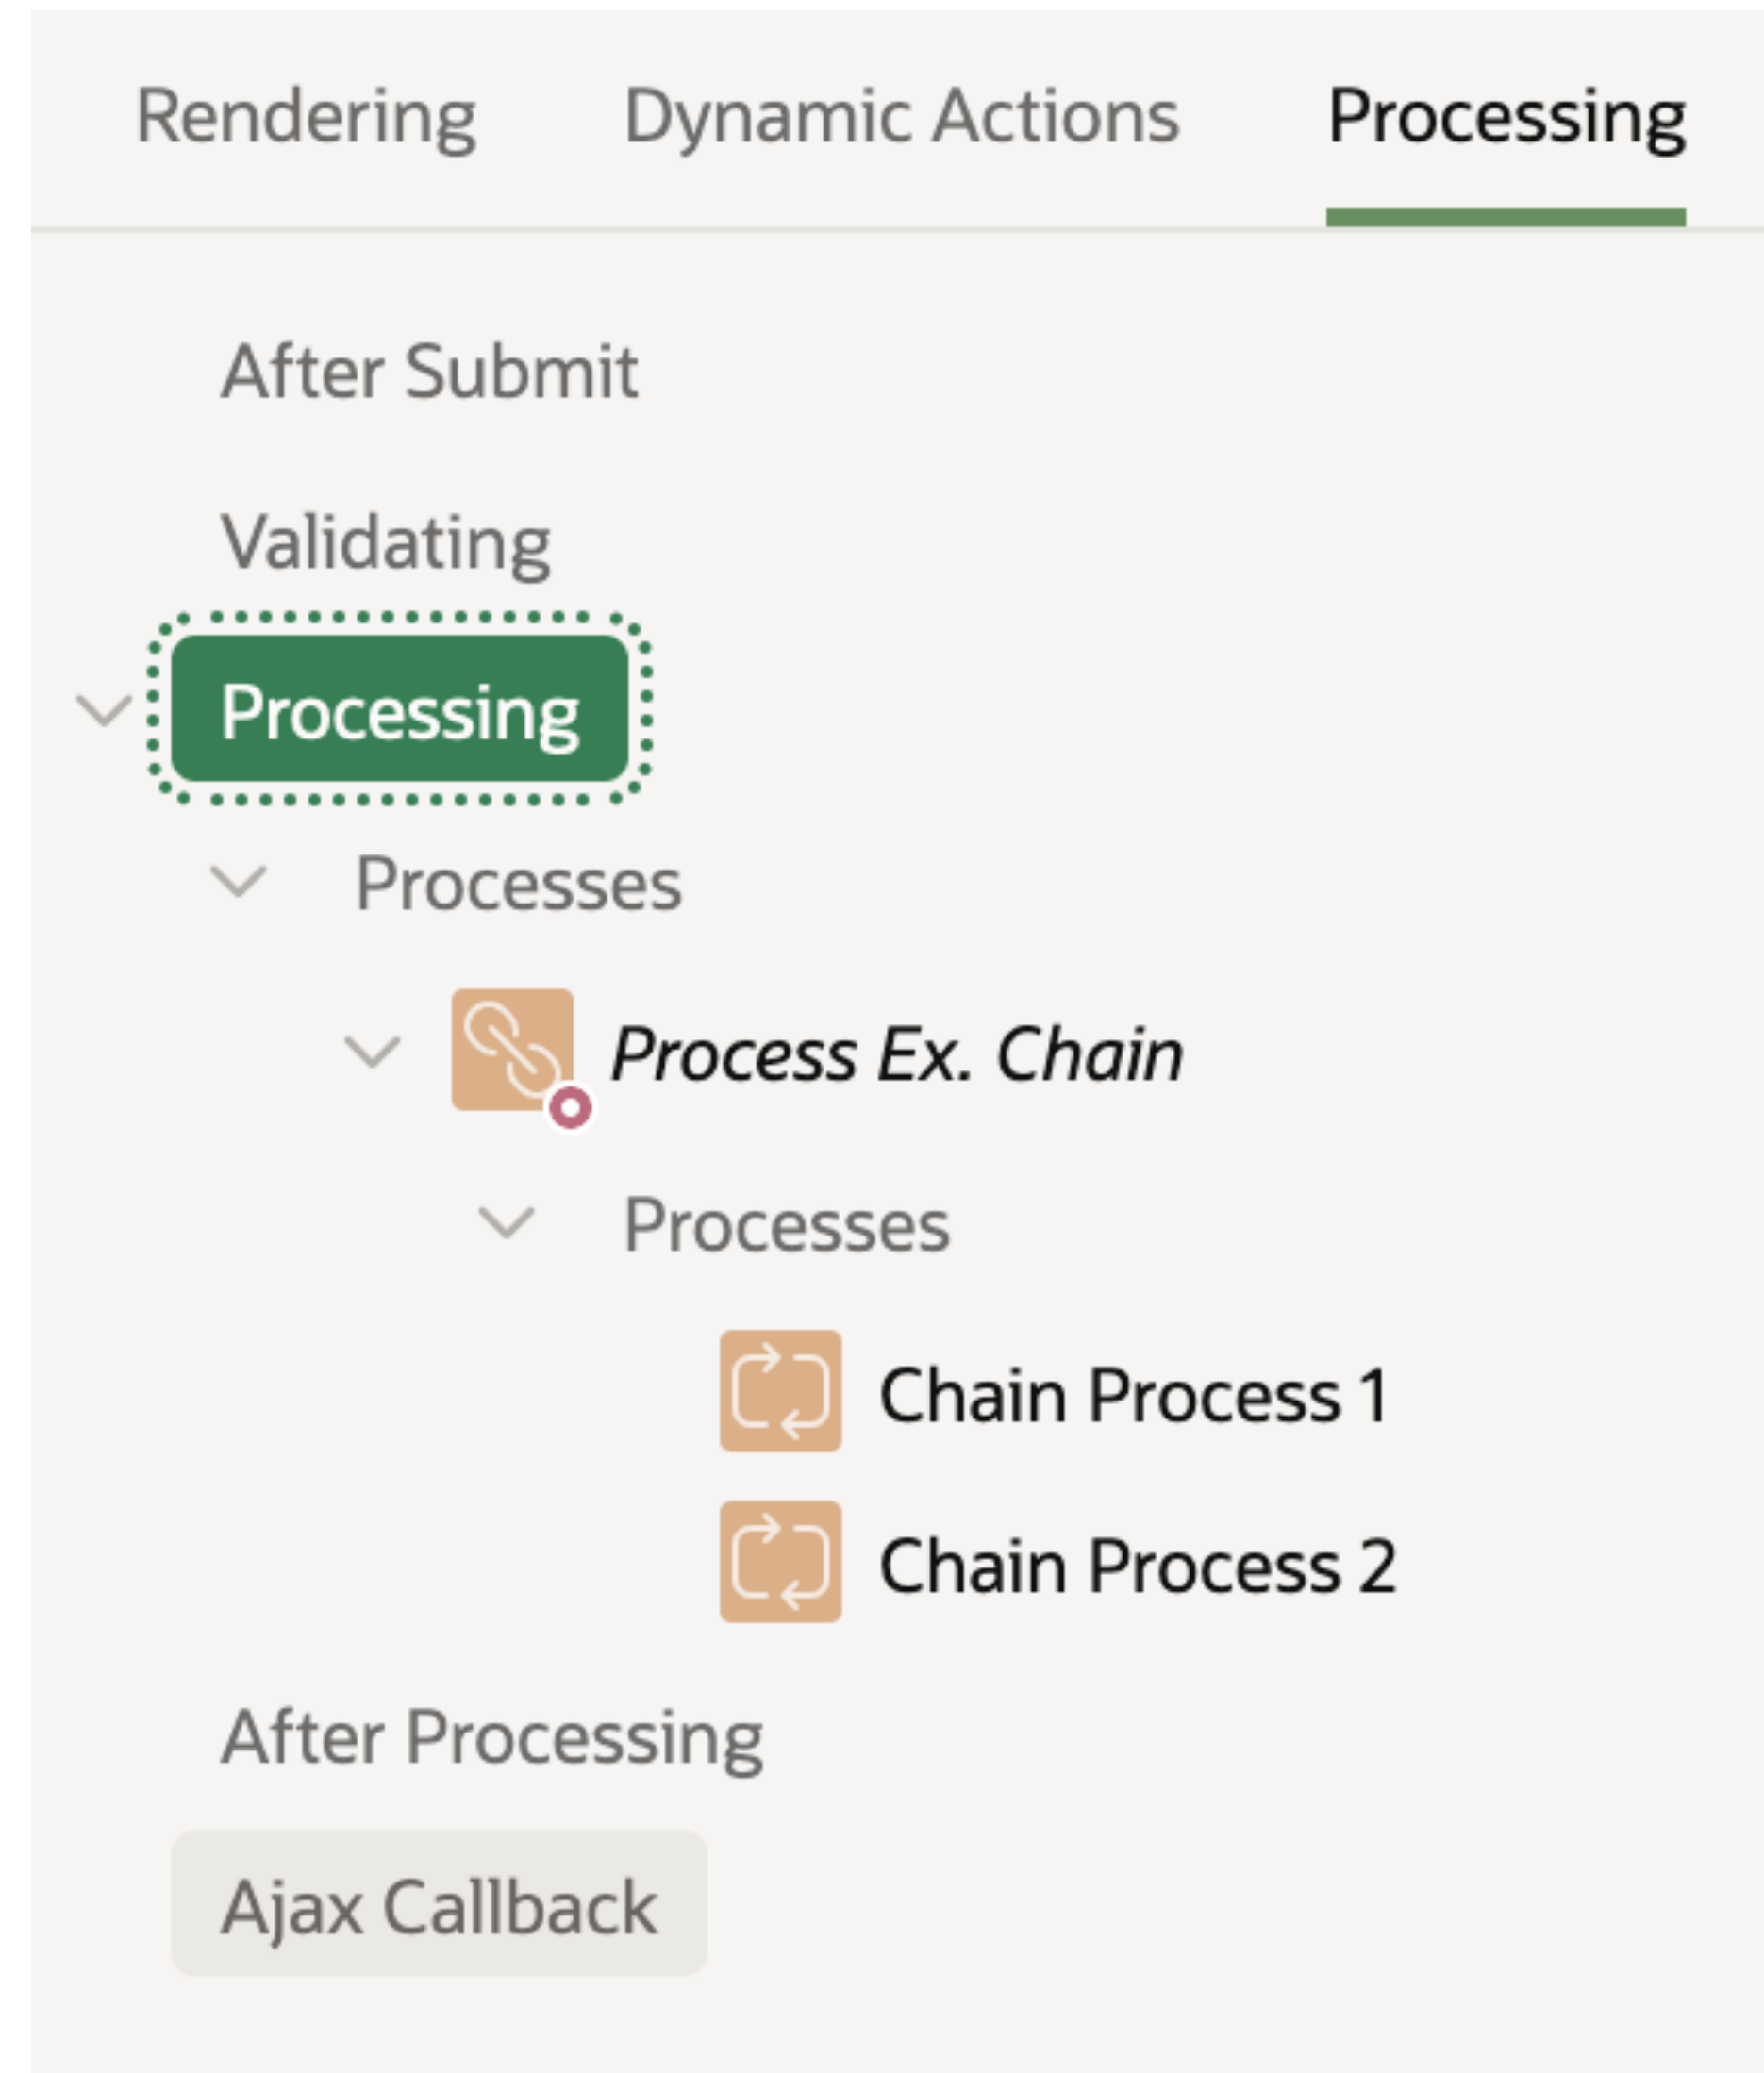 Rendering Dynamic Actions Processing
After Submit
Validating
Processing
Processes
Process Ex. Chain
Processes
Chain Process 1
Chain Process 2
After Processing
Ajax Callback